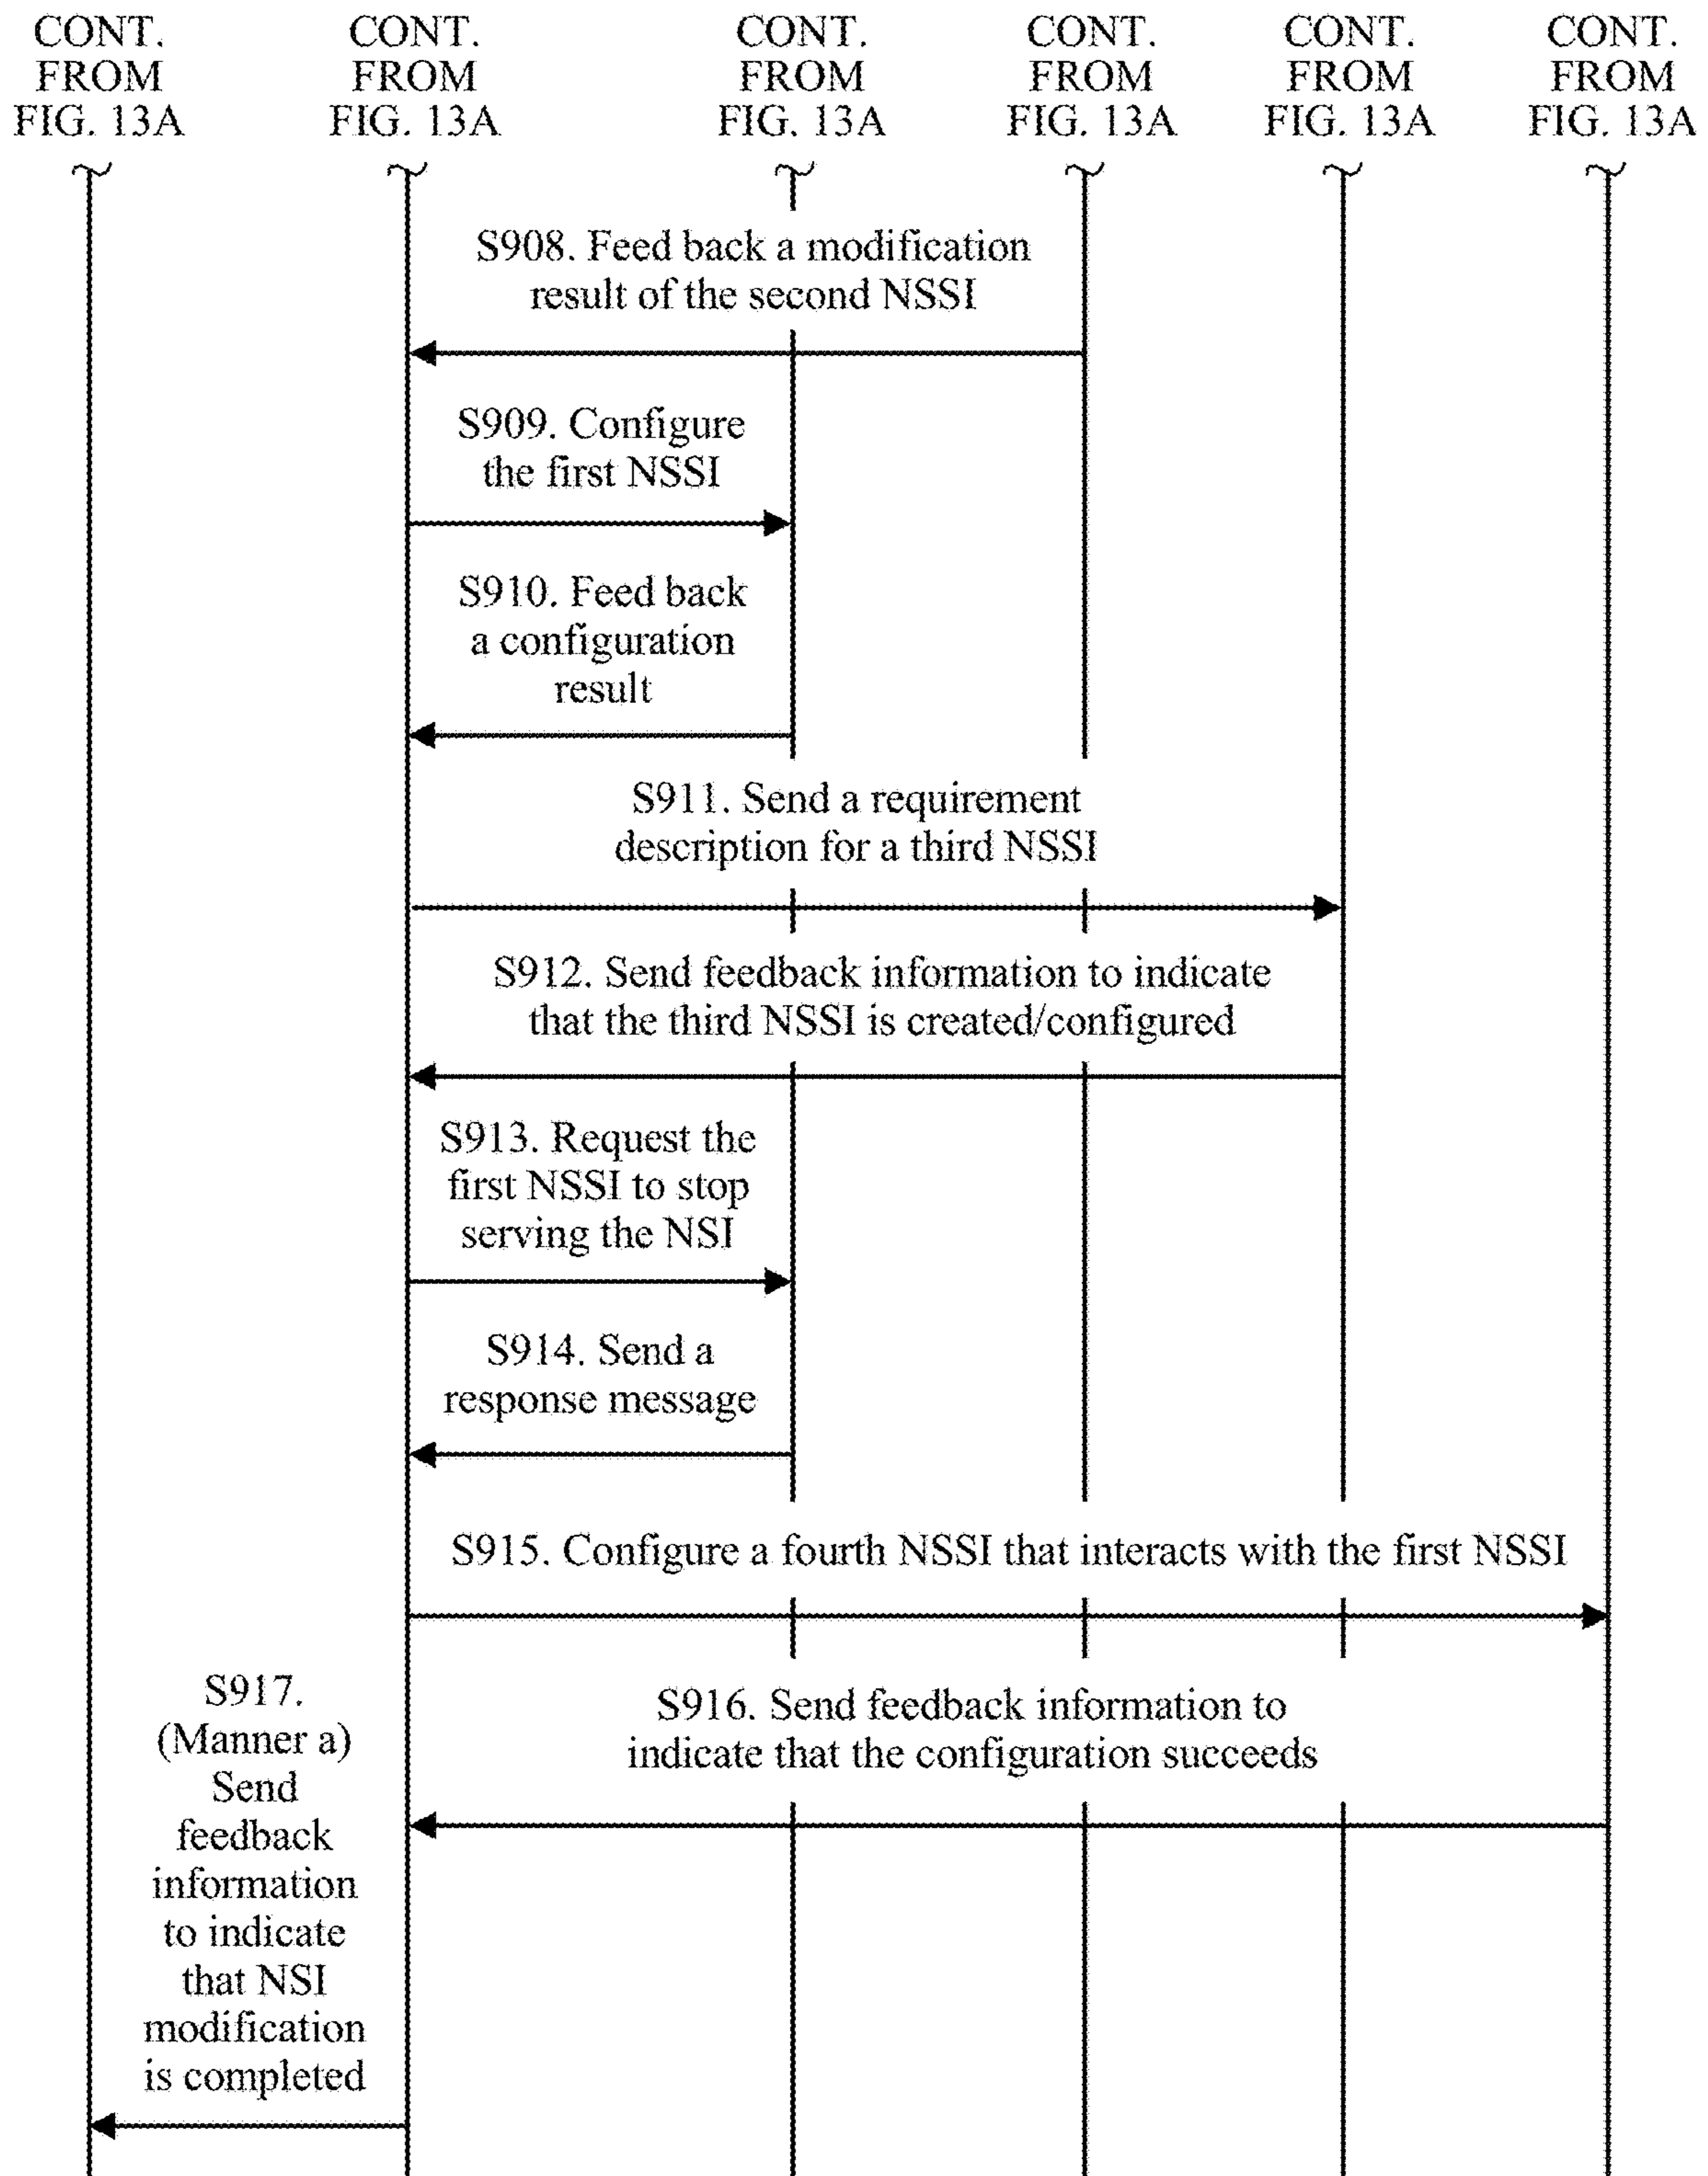 CONT. FROM FIG. 13A
CONT. FROM FIG. 13A
CONT. FROM FIG. 13A
CONT. FROM FIG. 13A
CONT. FROM FIG. 13A
CONT. FROM FIG. 13A
S908. Feed back a modification
result of the second NSSI
S909. Configure
the first NSSI
S910. Feed back
a configuration
result
S911. Send a requirement
description for a third NSSI
S912. Send feedback information to indicate
that the third NSSI is created/configured
S913. Request the
first NSSI to stop
serving the NSI
S914. Send a
response message
S915. Configure a fourth NSSI that interacts with the first NSSI
S916. Send feedback information to
indicate that the configuration succeeds
S917.
(Manner a)
Send
feedback
information
to indicate
that NSI
modification
is completed